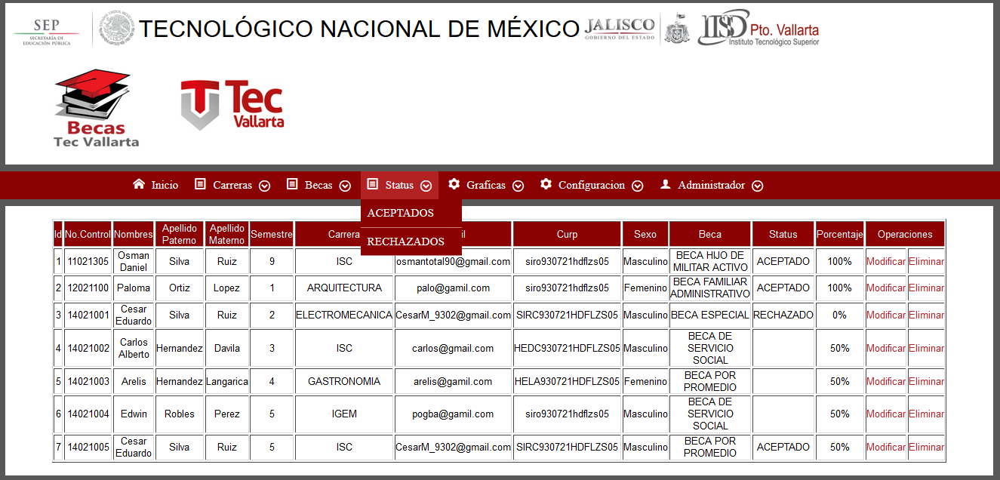 SEP
SECRETARÍA DE
EDUCACIÓN PÚBLICA
TECNOLÓGICO NACIONAL DE MÉXICO
JALISCO
GOBIERNO DEL ESTADO
ITS Pto. Vallarta
Instituto Tecnológico Superior
Becas
Tec Vallarta
Tec
Vallarta
Inicio Carreras Becas Status Graficas Configuracion Administrador
ACEPTADOS
RECHAZADOS
Id No.Control Nombres Apellido Paterno Apellido Materno Semestre Carrera il Curp Sexo Beca Status Porcentaje Operaciones
1 11021305 Osman Daniel Silva Ruiz 9 ISC osmantotal90@gmail.com siro930721hdflzs05 Masculino BECA HIJO DE MILITAR ACTIVO ACEPTADO 100% Modificar Eliminar
2 12021100 Paloma Ortiz Lopez 1 ARQUITECTURA palo@gamil.com siro930721hdflzs05 Femenino BECA FAMILIAR ADMINISTRATIVO ACEPTADO 100% Modificar Eliminar
3 14021001 Cesar Eduardo Silva Ruiz 2 ELECTROMECANICA CesarM_9302@gmail.com SIRC930721HDFLZS05 Masculino BECA ESPECIAL RECHAZADO 0% Modificar Eliminar
4 14021002 Carlos Alberto Hernandez Davila 3 ISC carlos@gmail.com HEDC930721HDFLZS05 Masculino BECA DE SERVICIO SOCIAL 50% Modificar Eliminar
5 14021003 Arelis Hernandez Langarica 4 GASTRONOMIA arelis@gamil.com HELA930721HDFLZS05 Femenino BECA POR PROMEDIO 50% Modificar Eliminar
6 14021004 Edwin Robles Perez 5 IGEM pogba@gamil.com siro930721hdflzs05 Masculino BECA DE SERVICIO SOCIAL 50% Modificar Eliminar
7 14021005 Cesar Eduardo Silva Ruiz 5 ISC CesarM_9302@gmail.com SIRC930721HDFLZS05 Masculino BECA POR PROMEDIO ACEPTADO 50% Modificar Eliminar